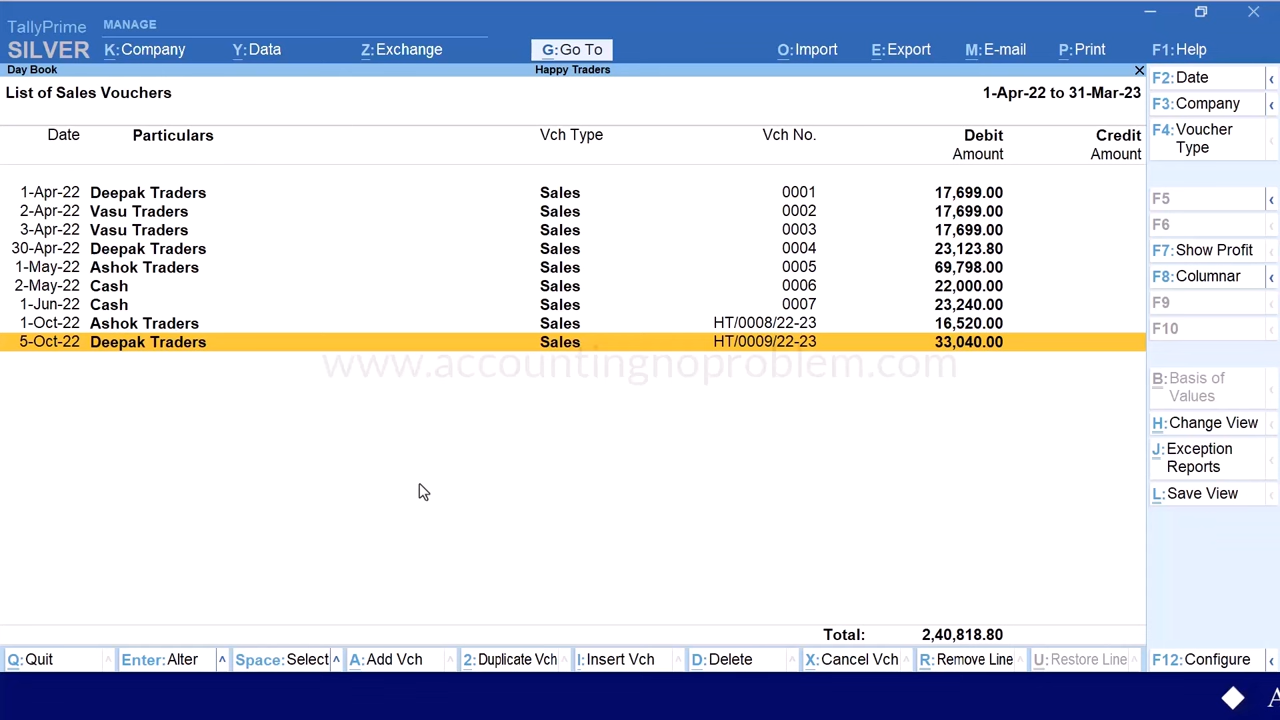 TallyPrime MANAGE
SILVER K:Company Y:Data Z:Exchange G:Go To O:Import E:Export M:E-mail P:Print F1:Help
Day Book Happy Traders
List of Sales Vouchers 1-Apr-22 to 31-Mar-23
Date Particulars Vch Type Vch No. Debit Credit
Amount Amount
1-Apr-22 Deepak Traders Sales 0001 17,699.00
2-Apr-22 Vasu Traders Sales 0002 17,699.00
3-Apr-22 Vasu Traders Sales 0003 17,699.00
30-Apr-22 Deepak Traders Sales 0004 23,123.80
1-May-22 Ashok Traders Sales 0005 69,798.00
2-May-22 Cash Sales 0006 22,000.00
1-Jun-22 Cash Sales 0007 23,240.00
1-Oct-22 Ashok Traders Sales HT/0008/22-23 16,520.00
5-Oct-22 Deepak Traders Sales HT/0009/22-23 33,040.00
www.accountingnoproblem.com
Total: 2,40,818.80
F2:Date
F3:Company
F4:Voucher
Type
F5
F6
F7:Show Profit
F8:Columnar
F9
F10
B:Basis of
Values
H:Change View
J:Exception
Reports
L:Save View
Q:Quit Enter:Alter Space:Select A:Add Vch 2:Duplicate Vch I:Insert Vch D:Delete X:Cancel Vch R:Remove Line U:Restore Line F12:Configure